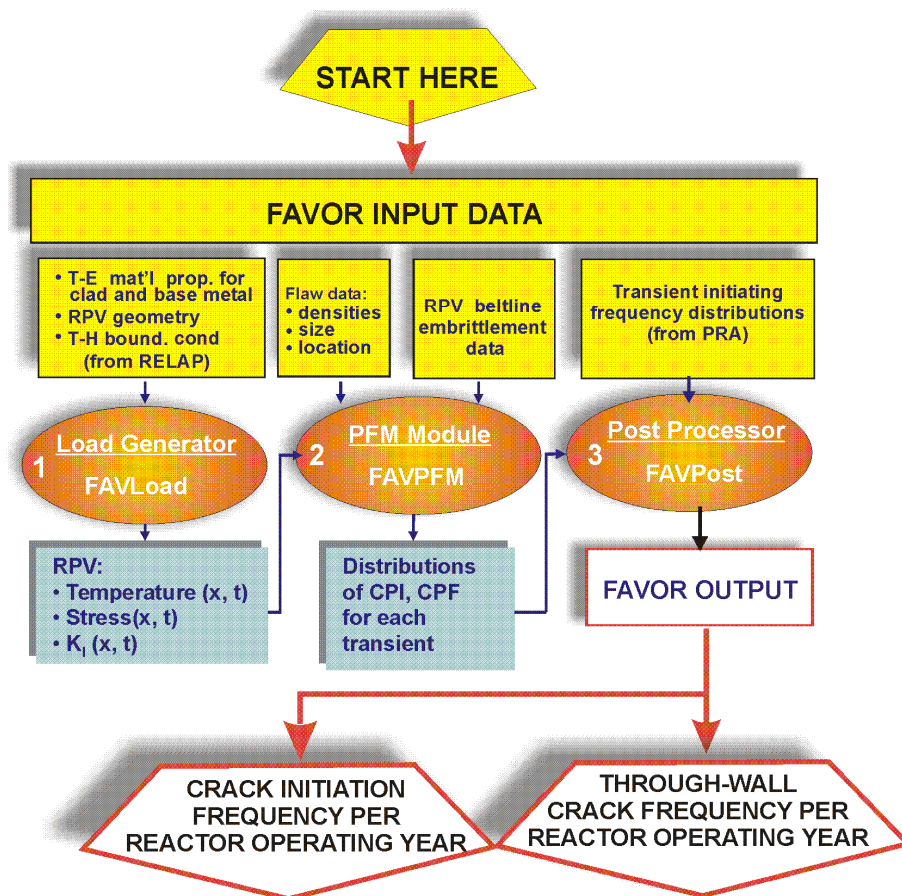 START HERE
FAVOR INPUT DATA
• T-E mat'l prop. for
clad and base metal
• RPV geometry
• T-H bound. cond
(from RELAP)
Flaw data:
• densities
• size
• location
RPV beltline
embrittlement
data
Transient initiating
frequency distributions
(from PRA)
1
Load Generator
FAVLoad
2
PFM Module
FAVPFM
3
Post Processor
FAVPost
RPV:
• Temperature (x, t)
• Stress(x, t)
• KI (x, t)
Distributions
of CPI, CPF
for each
transient
FAVOR OUTPUT
CRACK INITIATION
FREQUENCY PER
REACTOR OPERATING YEAR
THROUGH-WALL
CRACK FREQUENCY PER
REACTOR OPERATING YEAR